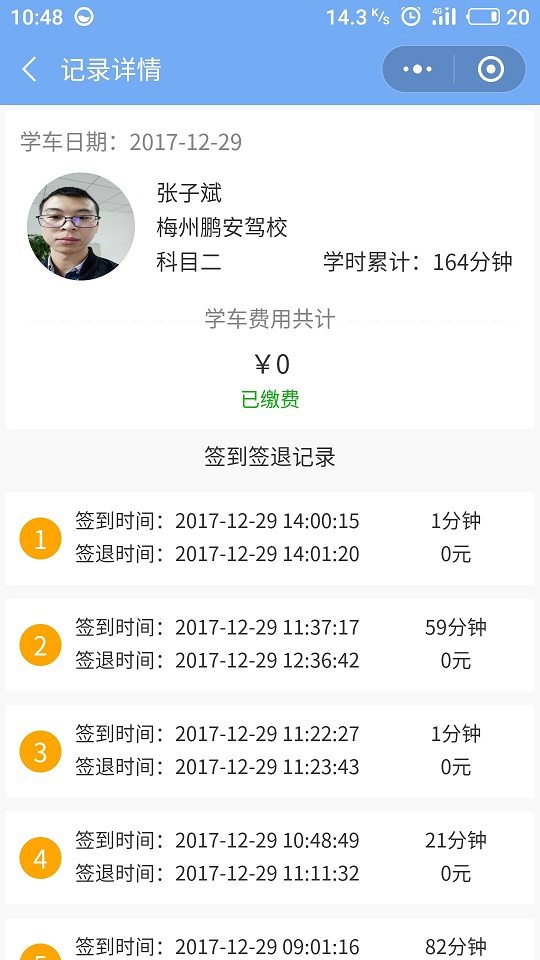 10:48 14.3 K/s 4G 20
记录详情
学车日期：2017-12-29
张子斌
梅州鹏安驾校
科目二 学时累计：164分钟
学车费用共计
￥0
已缴费
签到签退记录
1 签到时间：2017-12-29 14:00:15 1分钟
签退时间：2017-12-29 14:01:20 0元
2 签到时间：2017-12-29 11:37:17 59分钟
签退时间：2017-12-29 12:36:42 0元
3 签到时间：2017-12-29 11:22:27 1分钟
签退时间：2017-12-29 11:23:43 0元
4 签到时间：2017-12-29 10:48:49 21分钟
签退时间：2017-12-29 11:11:32 0元
5 签到时间：2017-12-29 09:01:16 82分钟